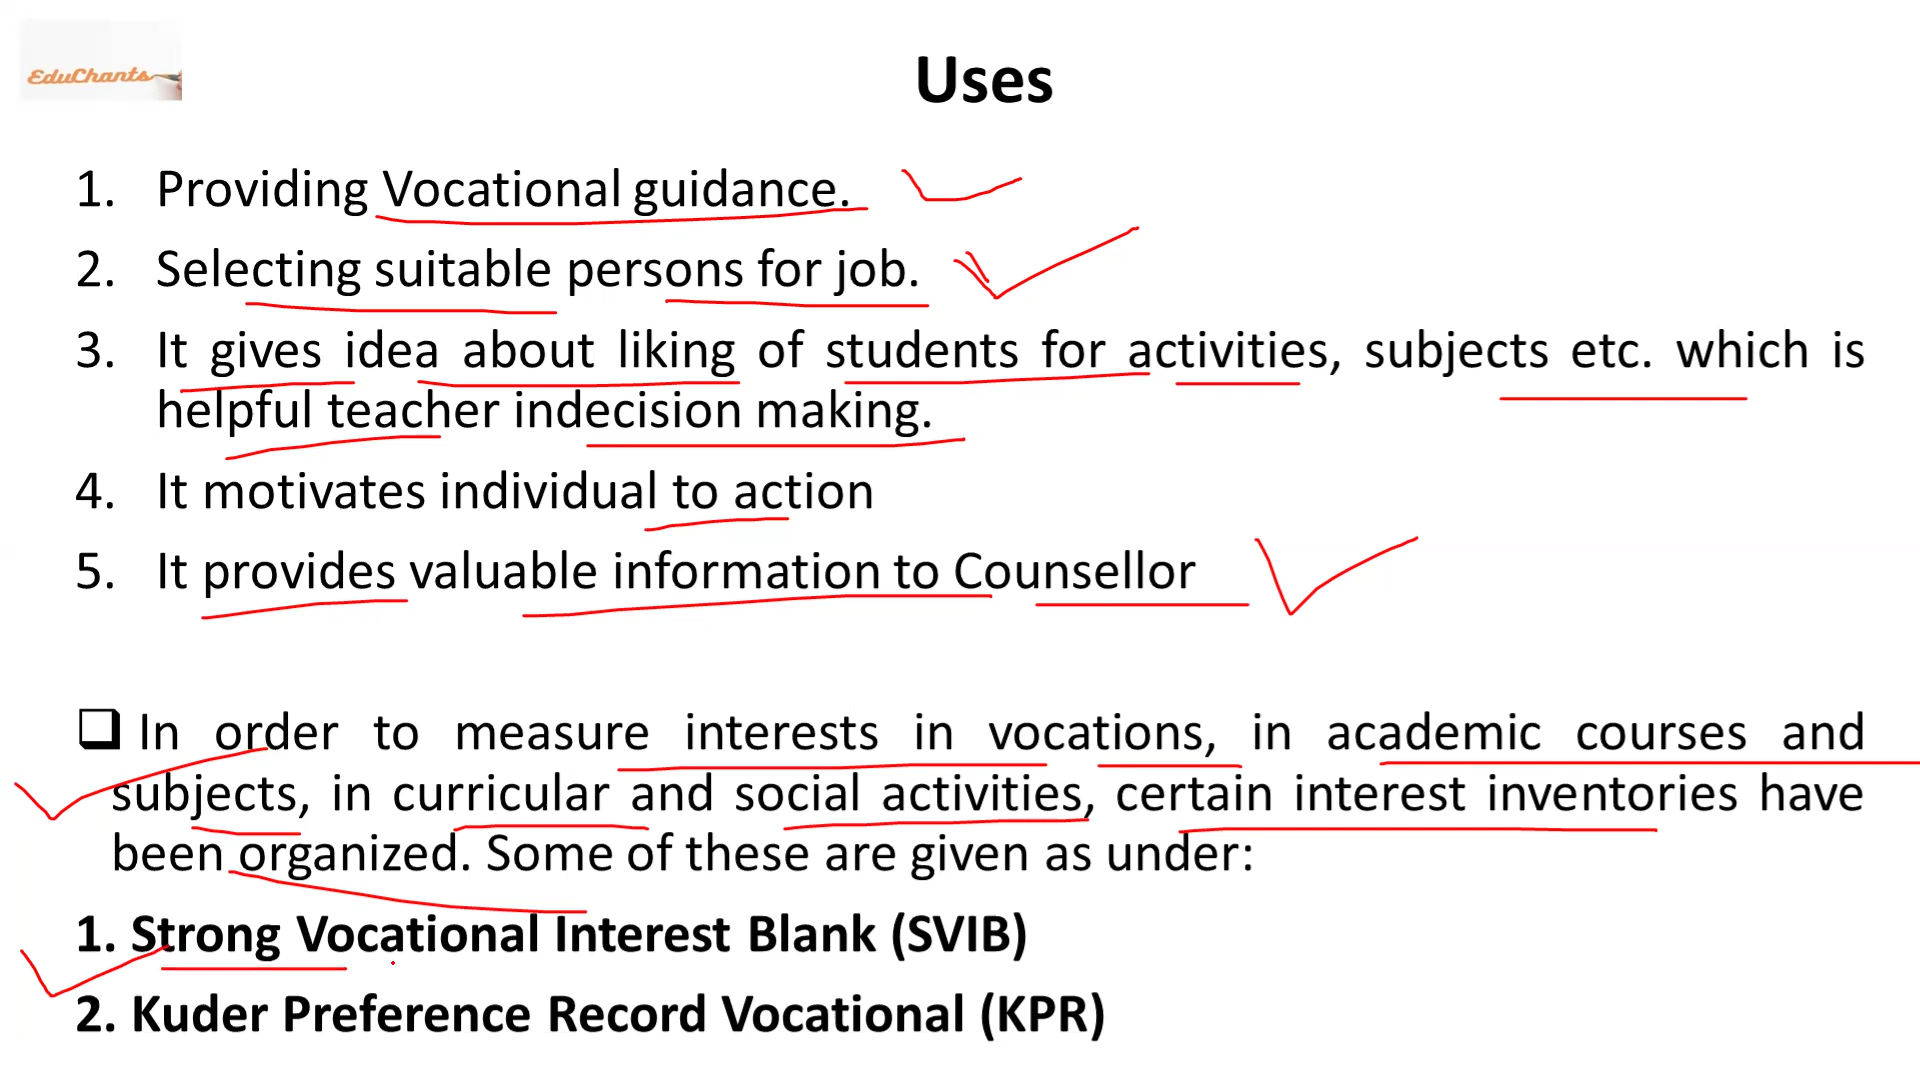 EduChants
Uses
1. Providing Vocational guidance.
2. Selecting suitable persons for job.
3. It gives idea about liking of students for activities, subjects etc. which is
helpful teacher indecision making.
4. It motivates individual to action
5. It provides valuable information to Counsellor
❑ In order to measure interests in vocations, in academic courses and
subjects, in curricular and social activities, certain interest inventories have
been organized. Some of these are given as under:
1. Strong Vocational Interest Blank (SVIB)
2. Kuder Preference Record Vocational (KPR)